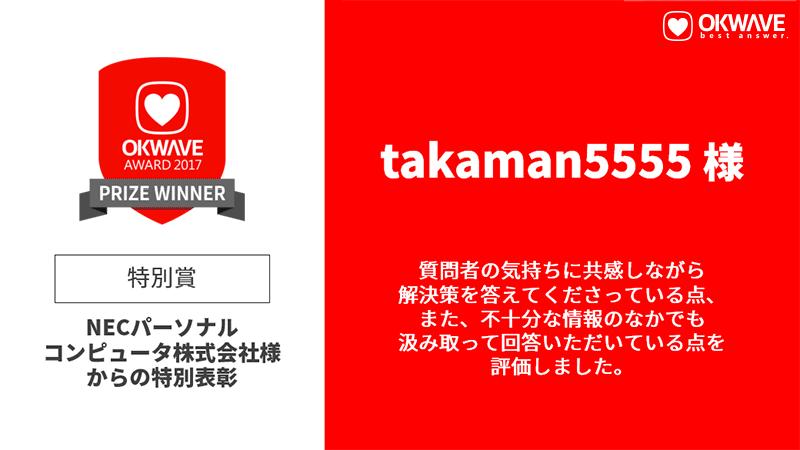 OKWAVE
best answer.
OKWAVE
AWARD 2017
PRIZE WINNER
特別賞
NECパーソナル
コンピュータ株式会社様
からの特別表彰
takaman5555 様
質問者の気持ちに共感しながら
解決策を答えてくださっている点、
また、不十分な情報のなかでも
汲み取って回答いただいている点を
評価しました。